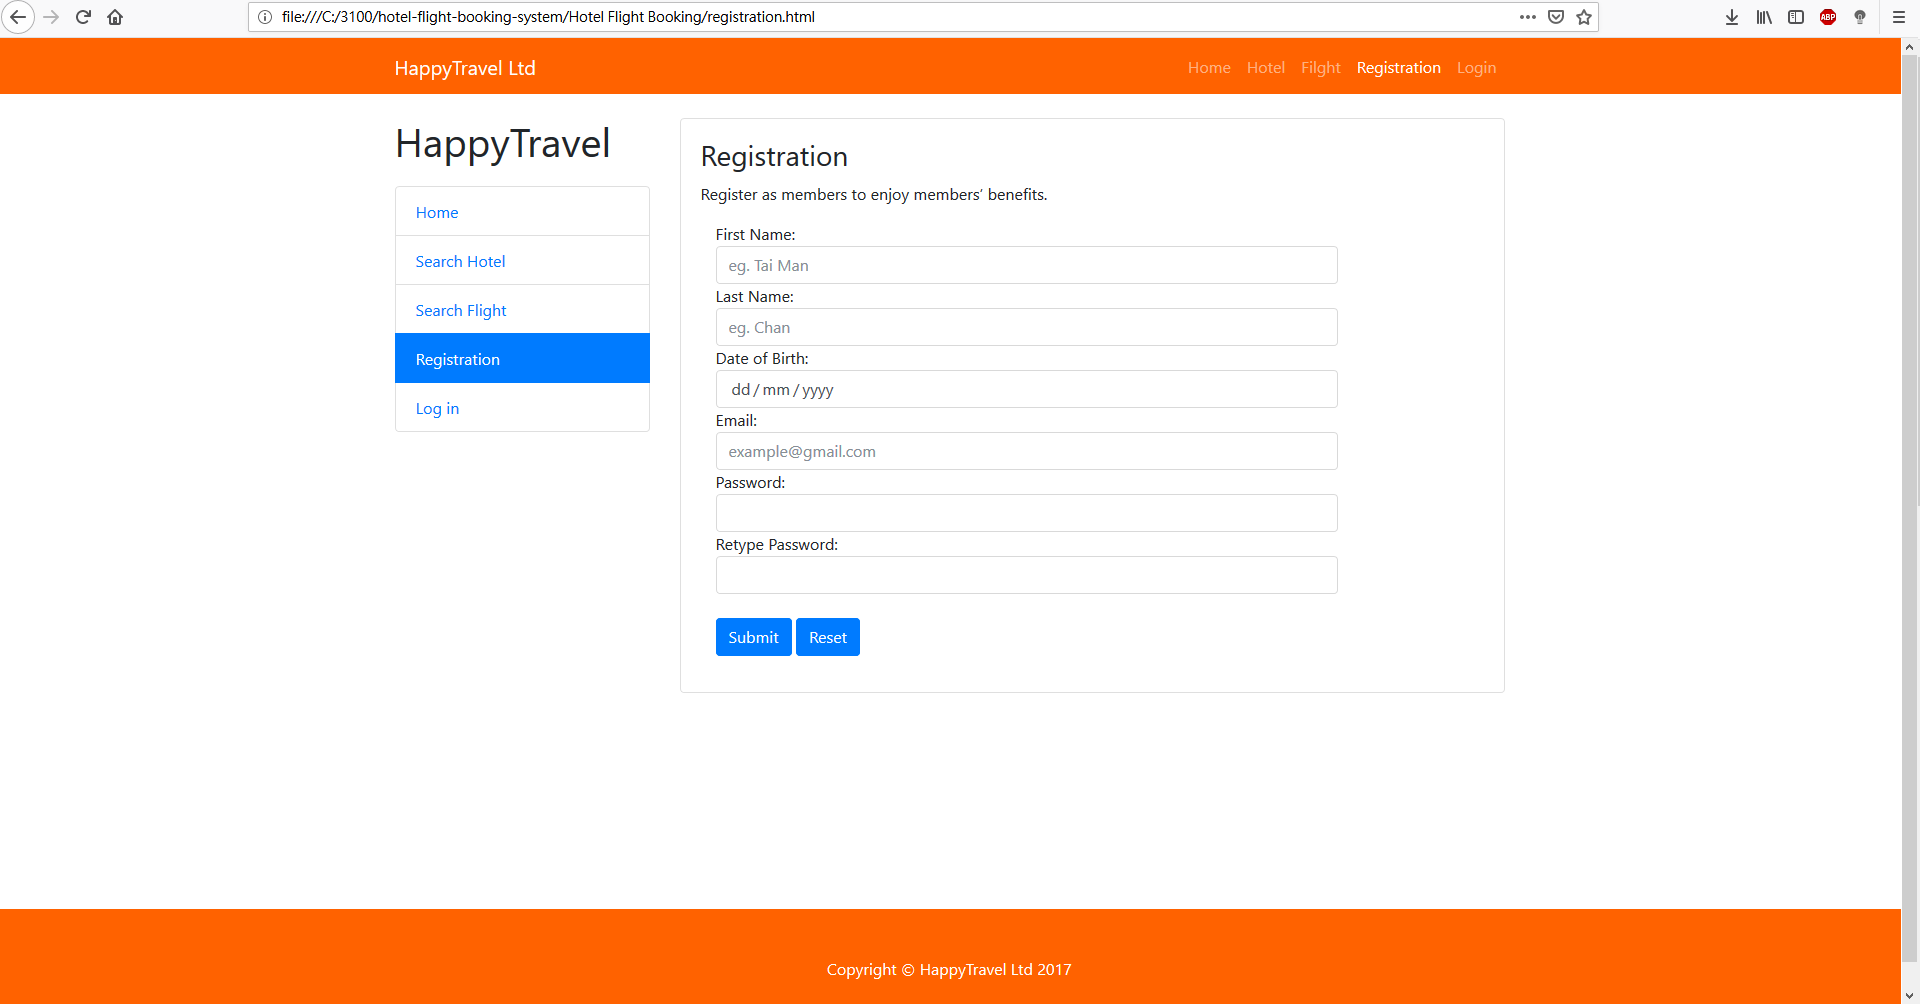 file:///C:/3100/hotel-flight-booking-system/Hotel Flight Booking/registration.html
ABP
HappyTravel Ltd
Home Hotel Filght Registration Login
HappyTravel
Home
Search Hotel
Search Flight
Registration
Log in
Registration
Register as members to enjoy members’ benefits.
First Name:
eg. Tai Man
Last Name:
eg. Chan
Date of Birth:
dd / mm / yyyy
Email:
example@gmail.com
Password:
Retype Password:
Submit Reset
Copyright © HappyTravel Ltd 2017